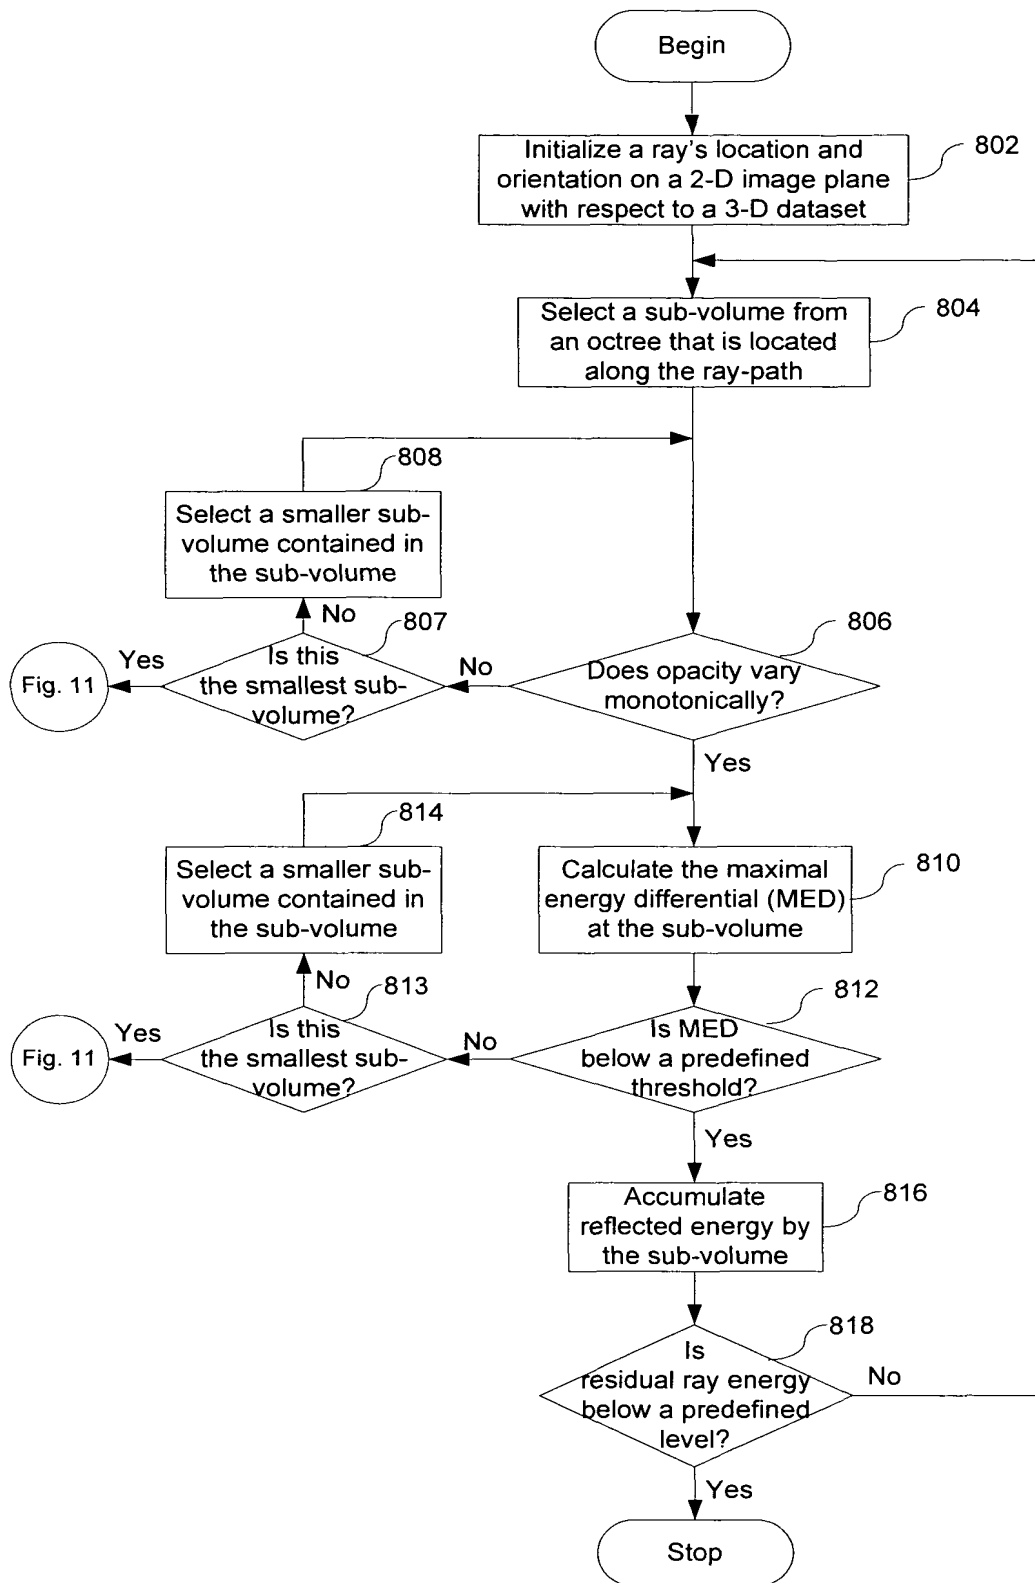 Begin
802
Initialize a ray's location and
orientation on a 2-D image plane
with respect to a 3-D dataset
804
Select a sub-volume from
an octree that is located
along the ray-path
808
Select a smaller sub-
volume contained in
the sub-volume
No
807
806
Fig. 11
Yes
Is this
the smallest sub-
volume?
No
Does opacity vary
monotonically?
Yes
814
Select a smaller sub-
volume contained in
the sub-volume
810
Calculate the maximal
energy differential (MED)
at the sub-volume
No
813
812
Fig. 11
Yes
Is this
the smallest sub-
volume?
No
Is MED
below a predefined
threshold?
Yes
816
Accumulate
reflected energy by
the sub-volume
818
Is
residual ray energy
below a predefined
level?
No
Yes
Stop